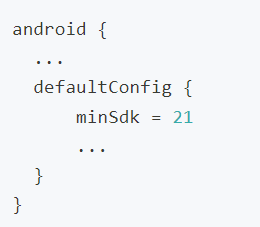 android {
  ...
  defaultConfig {
      minSdk = 21
      ...
  }
}